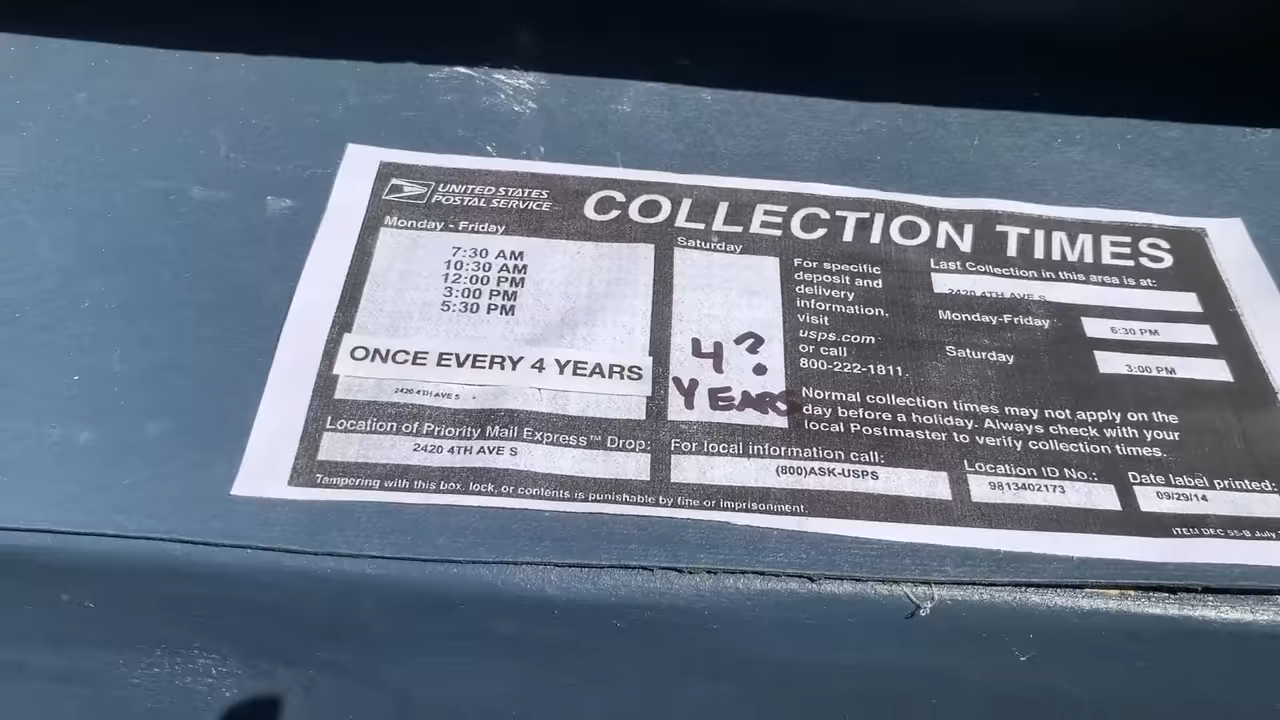 UNITED STATES
POSTAL SERVICE
COLLECTION TIMES
Monday - Friday
7:30 AM
10:30 AM
12:00 PM
3:00 PM
5:30 PM
ONCE EVERY 4 YEARS
2420 4TH AVE S
Saturday
4?
YEARS
For specific
deposit and
delivery
information,
visit
usps.com
or call
800-222-1811.
Last Collection in this area is at:
2420 4TH AVE S
Monday-Friday
6:30 PM
Saturday
3:00 PM
Normal collection times may not apply on the
day before a holiday. Always check with your
local Postmaster to verify collection times.
Location of Priority Mail Express™ Drop:
2420 4TH AVE S
For local information call:
(800)ASK-USPS
Location ID No.:
9813402173
Date label printed:
09/29/14
Tampering with this box, lock, or contents is punishable by fine or imprisonment.
ITEM DEC 55-B July